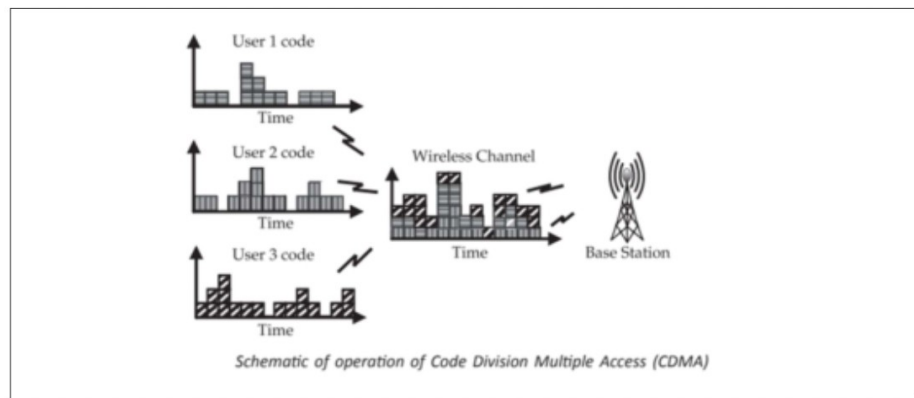 User 1 code
Time
User 2 code
Time
User 3 code
Time
Wireless Channel
Time
Base Station
Schematic of operation of Code Division Multiple Access (CDMA)